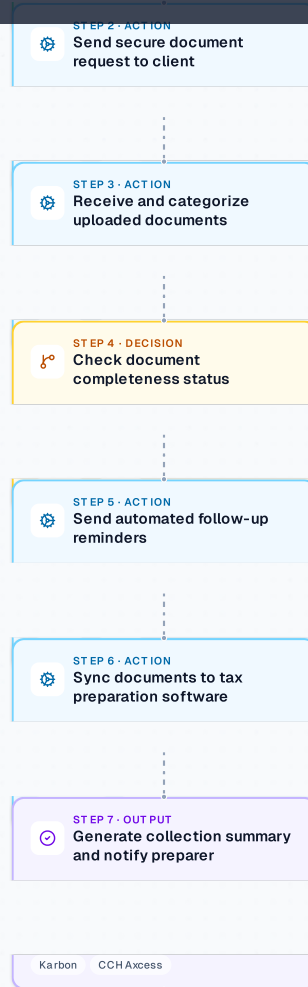 STEP 2 · ACTION
Send secure document
request to client
STEP 3 · ACTION
Receive and categorize
uploaded documents
STEP 4 · DECISION
Check document
completeness status
STEP 5 · ACTION
Send automated follow-up
reminders
STEP 6 · ACTION
Sync documents to tax
preparation software
STEP 7 · OUTPUT
Generate collection summary
and notify preparer
Karbon CCH Axcess